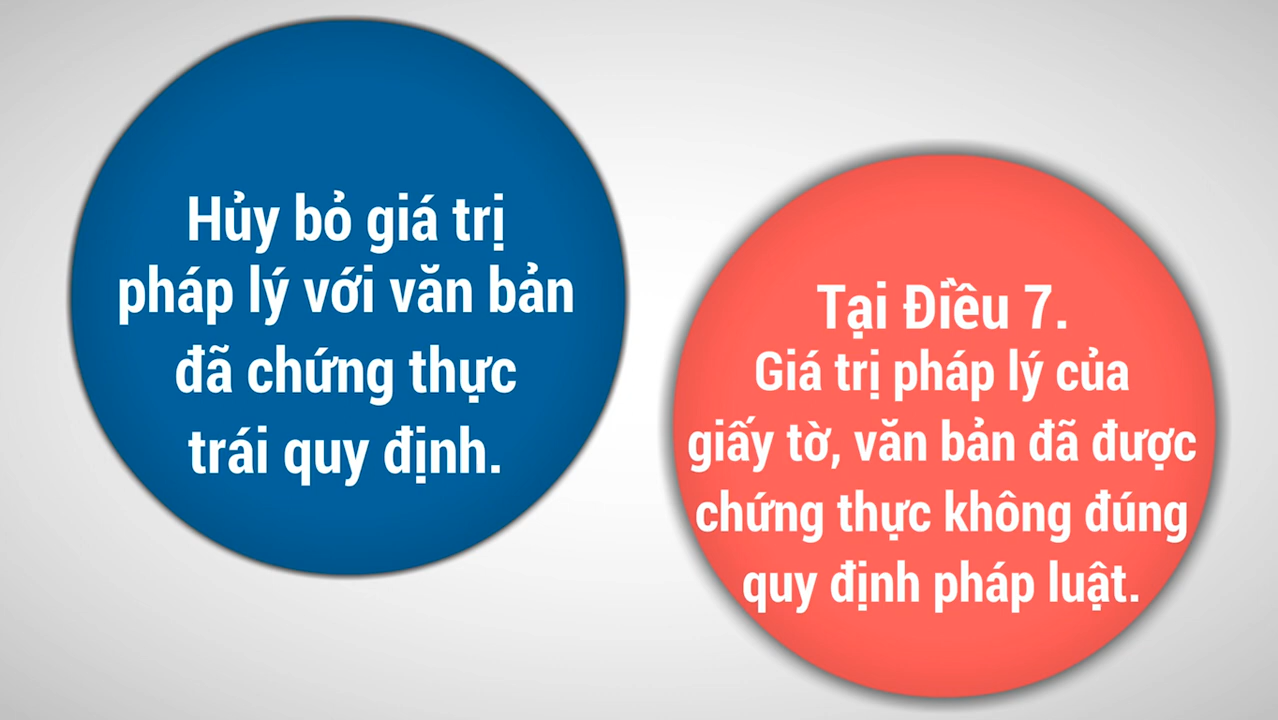 Hủy bỏ giá trị
pháp lý với văn bản
đã chứng thực
trái quy định.
Tại Điều 7.
Giá trị pháp lý của
giấy tờ, văn bản đã được
chứng thực không đúng
quy định pháp luật.